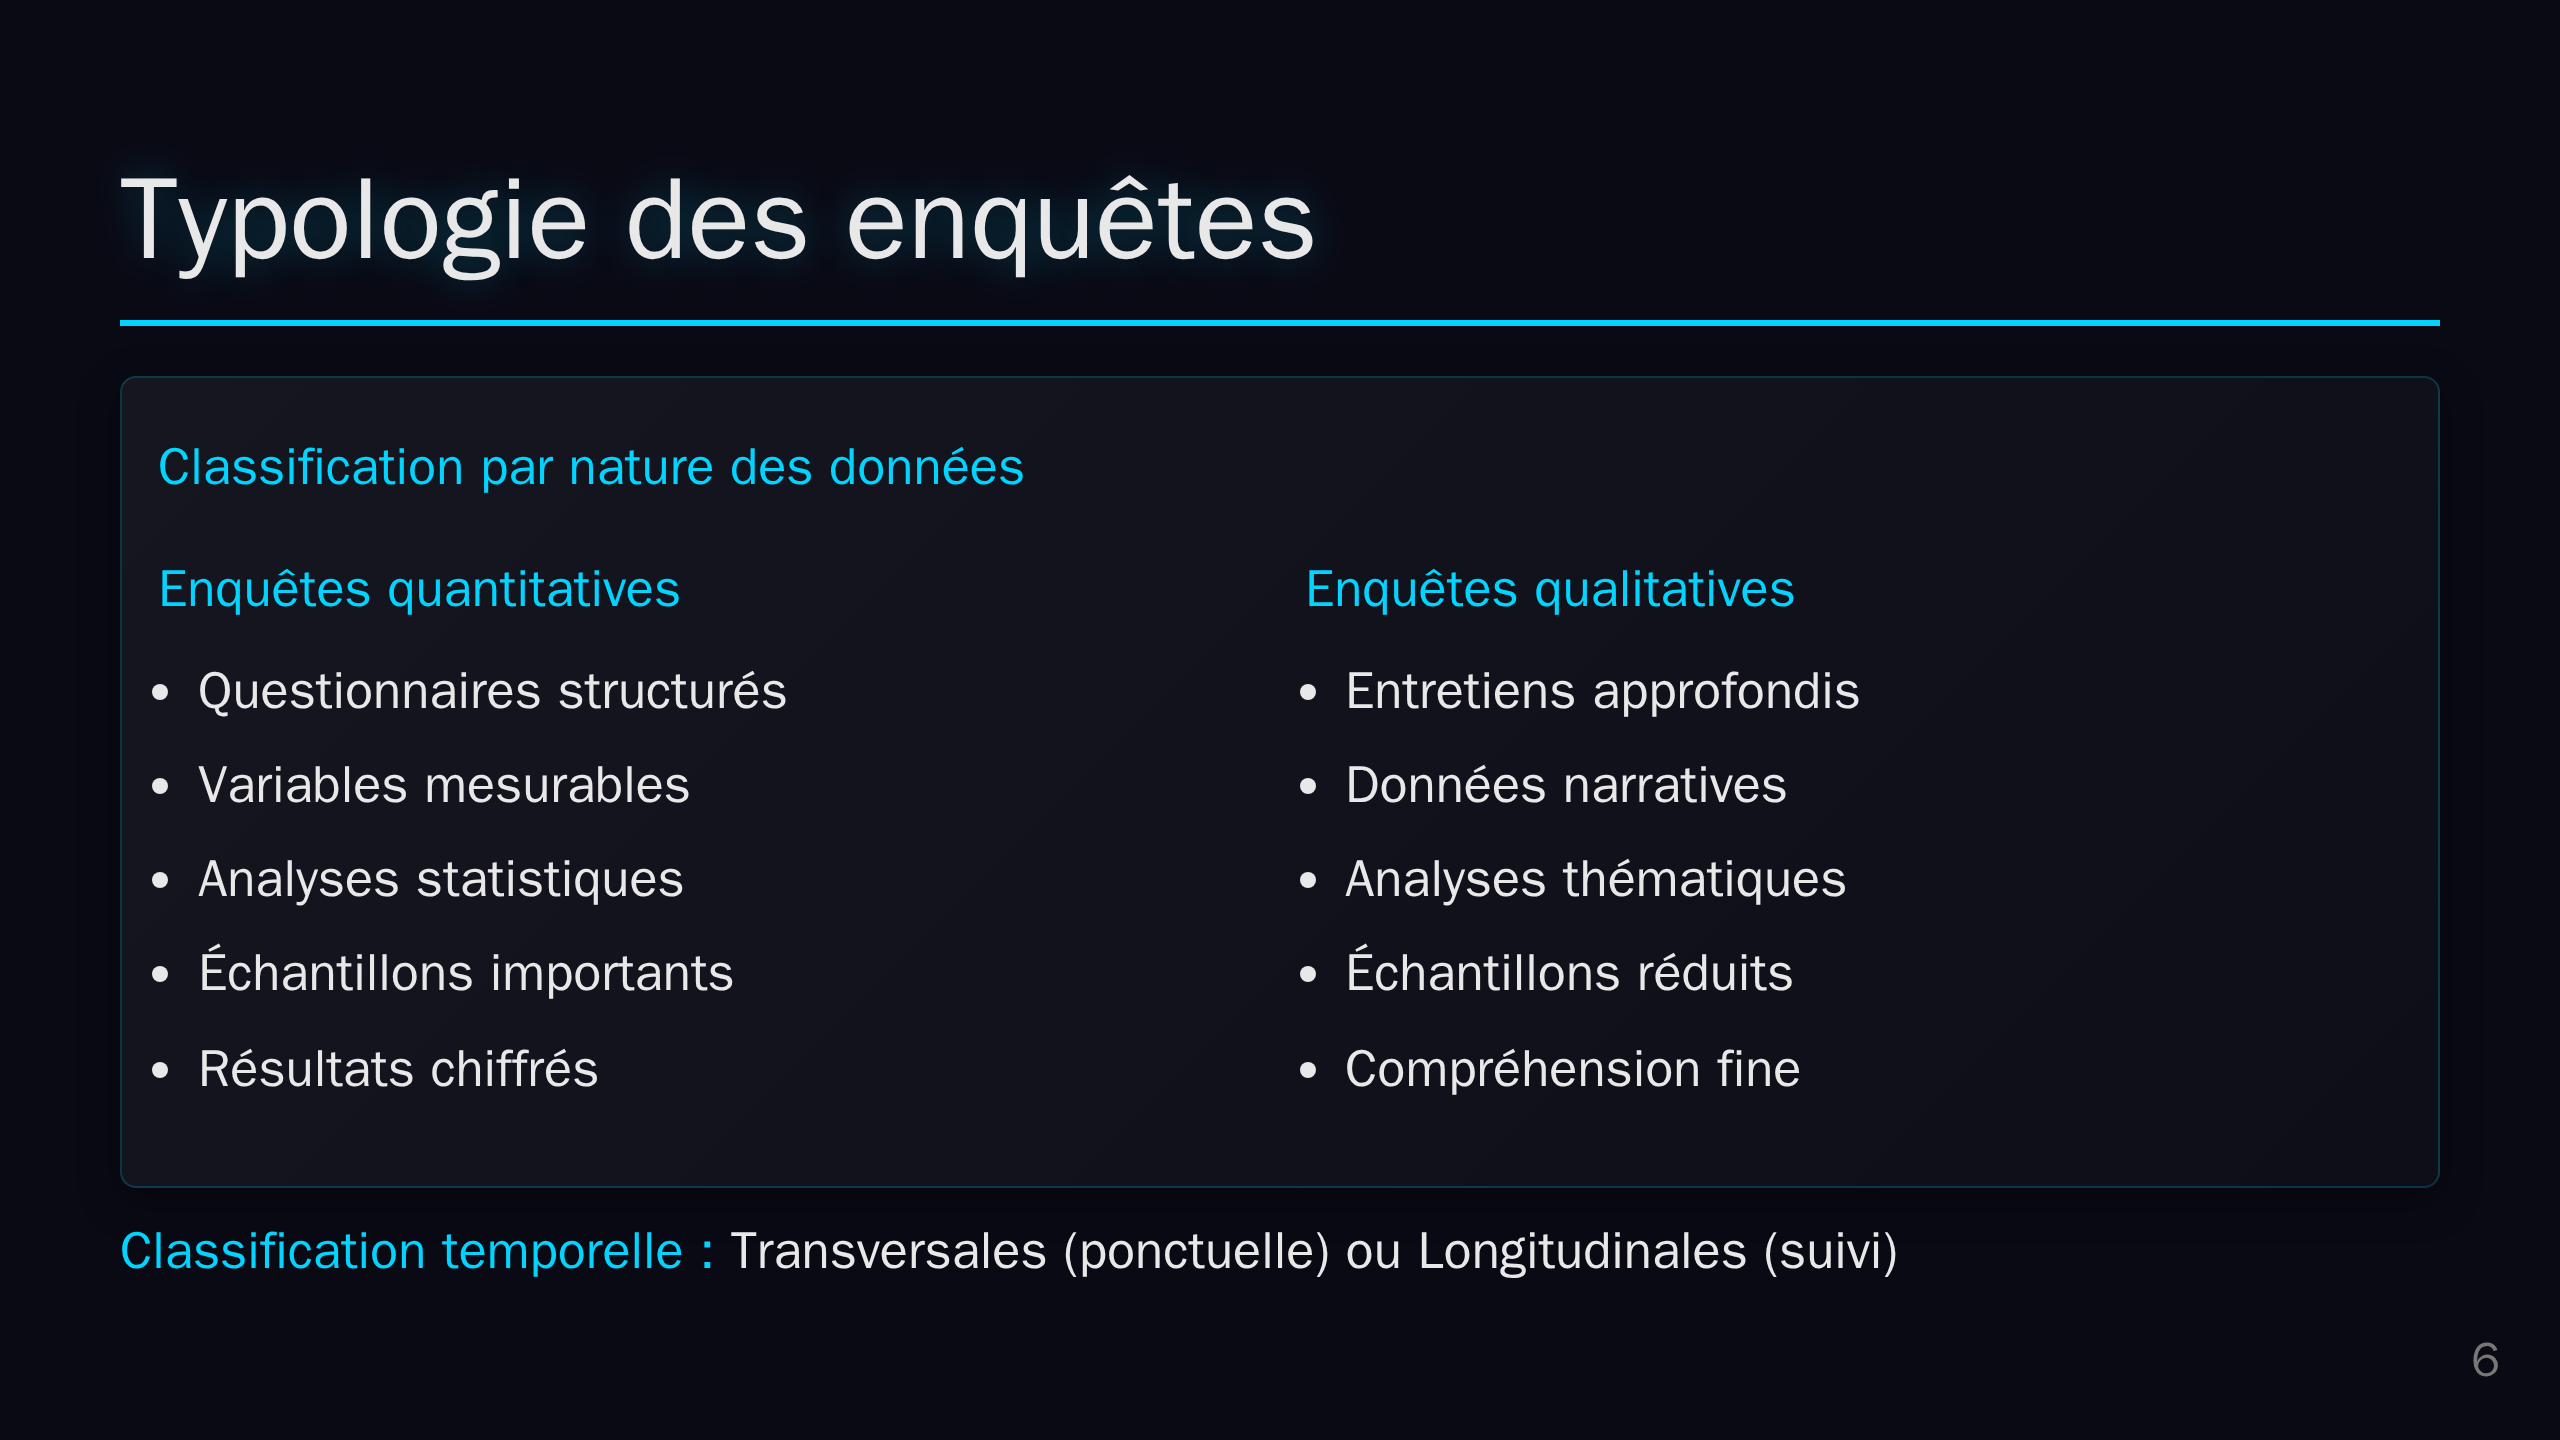 Typologie des enquêtes
Classification par nature des données
Enquêtes quantitatives
• Questionnaires structurés
• Variables mesurables
• Analyses statistiques
• Échantillons importants
• Résultats chiffrés
Enquêtes qualitatives
• Entretiens approfondis
• Données narratives
• Analyses thématiques
• Échantillons réduits
• Compréhension fine
Classification temporelle : Transversales (ponctuelle) ou Longitudinales (suivi)
6